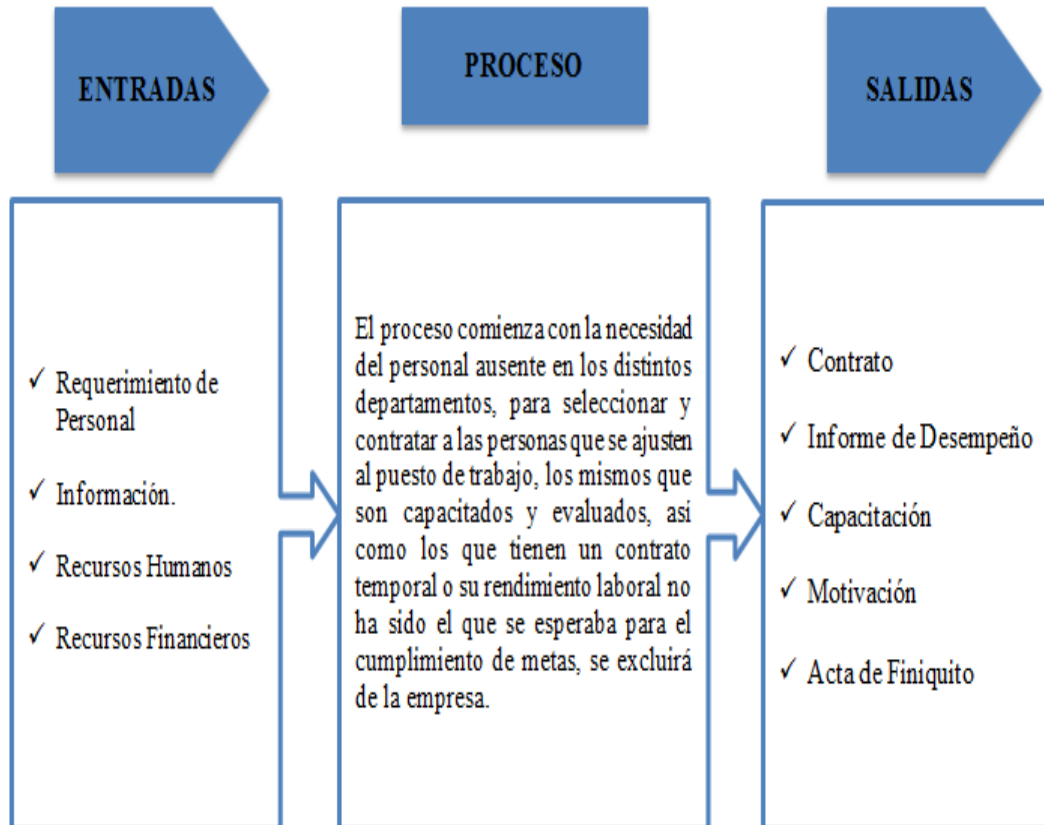 ENTRADAS
PROCESO
SALIDAS
✓ Requerimiento de
Personal
✓ Información.
✓ Recursos Humanos
✓ Recursos Financieros
El proceso comienza con la necesidad
del personal ausente en los distintos
departamentos, para seleccionar y
contratar a las personas que se ajusten
al puesto de trabajo, los mismos que
son capacitados y evaluados, así
como los que tienen un contrato
temporal o su rendimiento laboral no
ha sido el que se esperaba para el
cumplimiento de metas, se excluirá
de la empresa.
✓ Contrato
✓ Informe de Desempeño
✓ Capacitación
✓ Motivación
✓ Acta de Finiquito